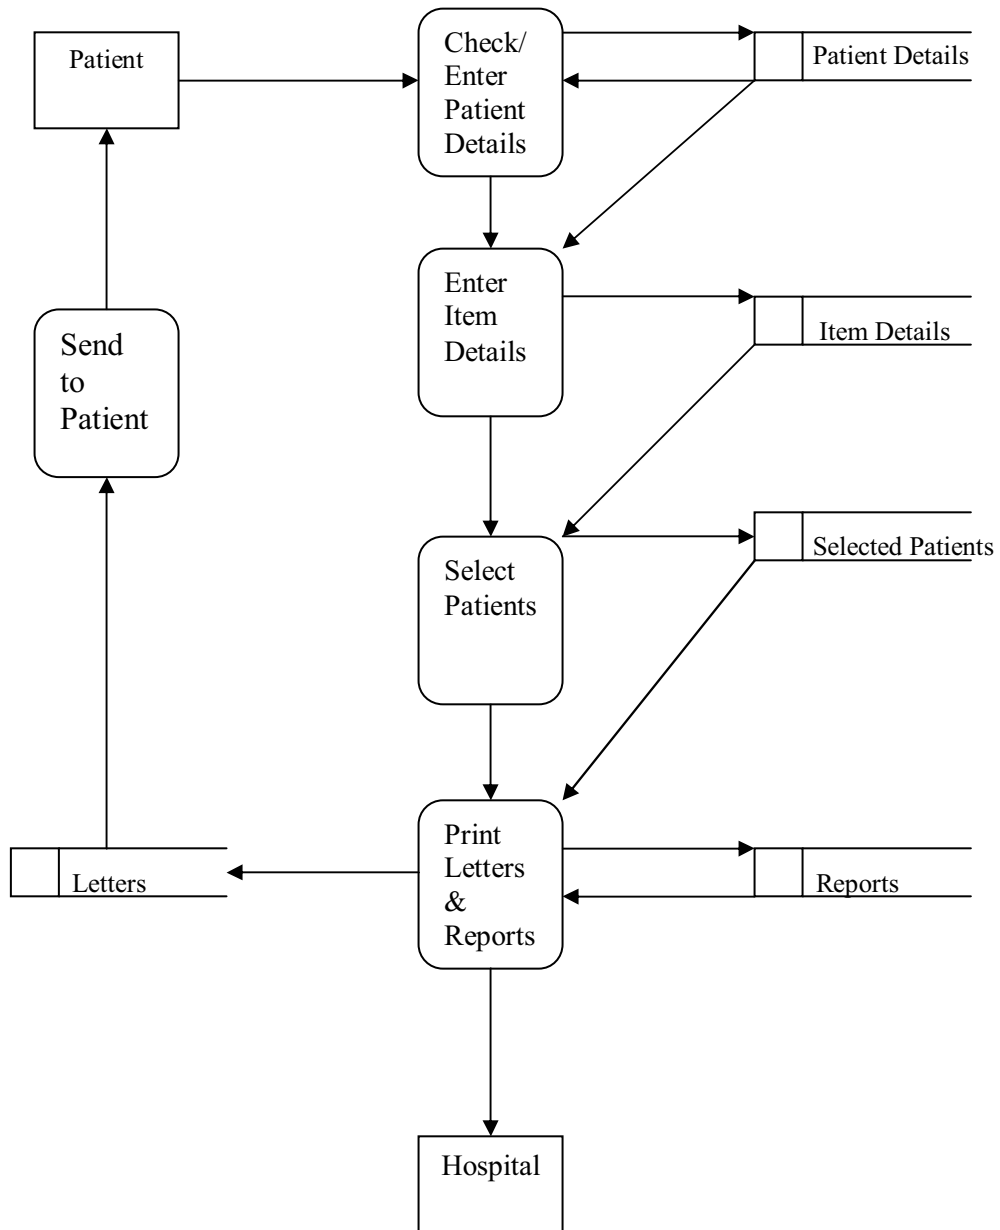 Patient
Check/
Enter
Patient
Details
Patient Details
Enter
Item
Details
Item Details
Send
to
Patient
Select
Patients
Selected Patients
Print
Letters
&
Reports
Letters
Reports
Hospital